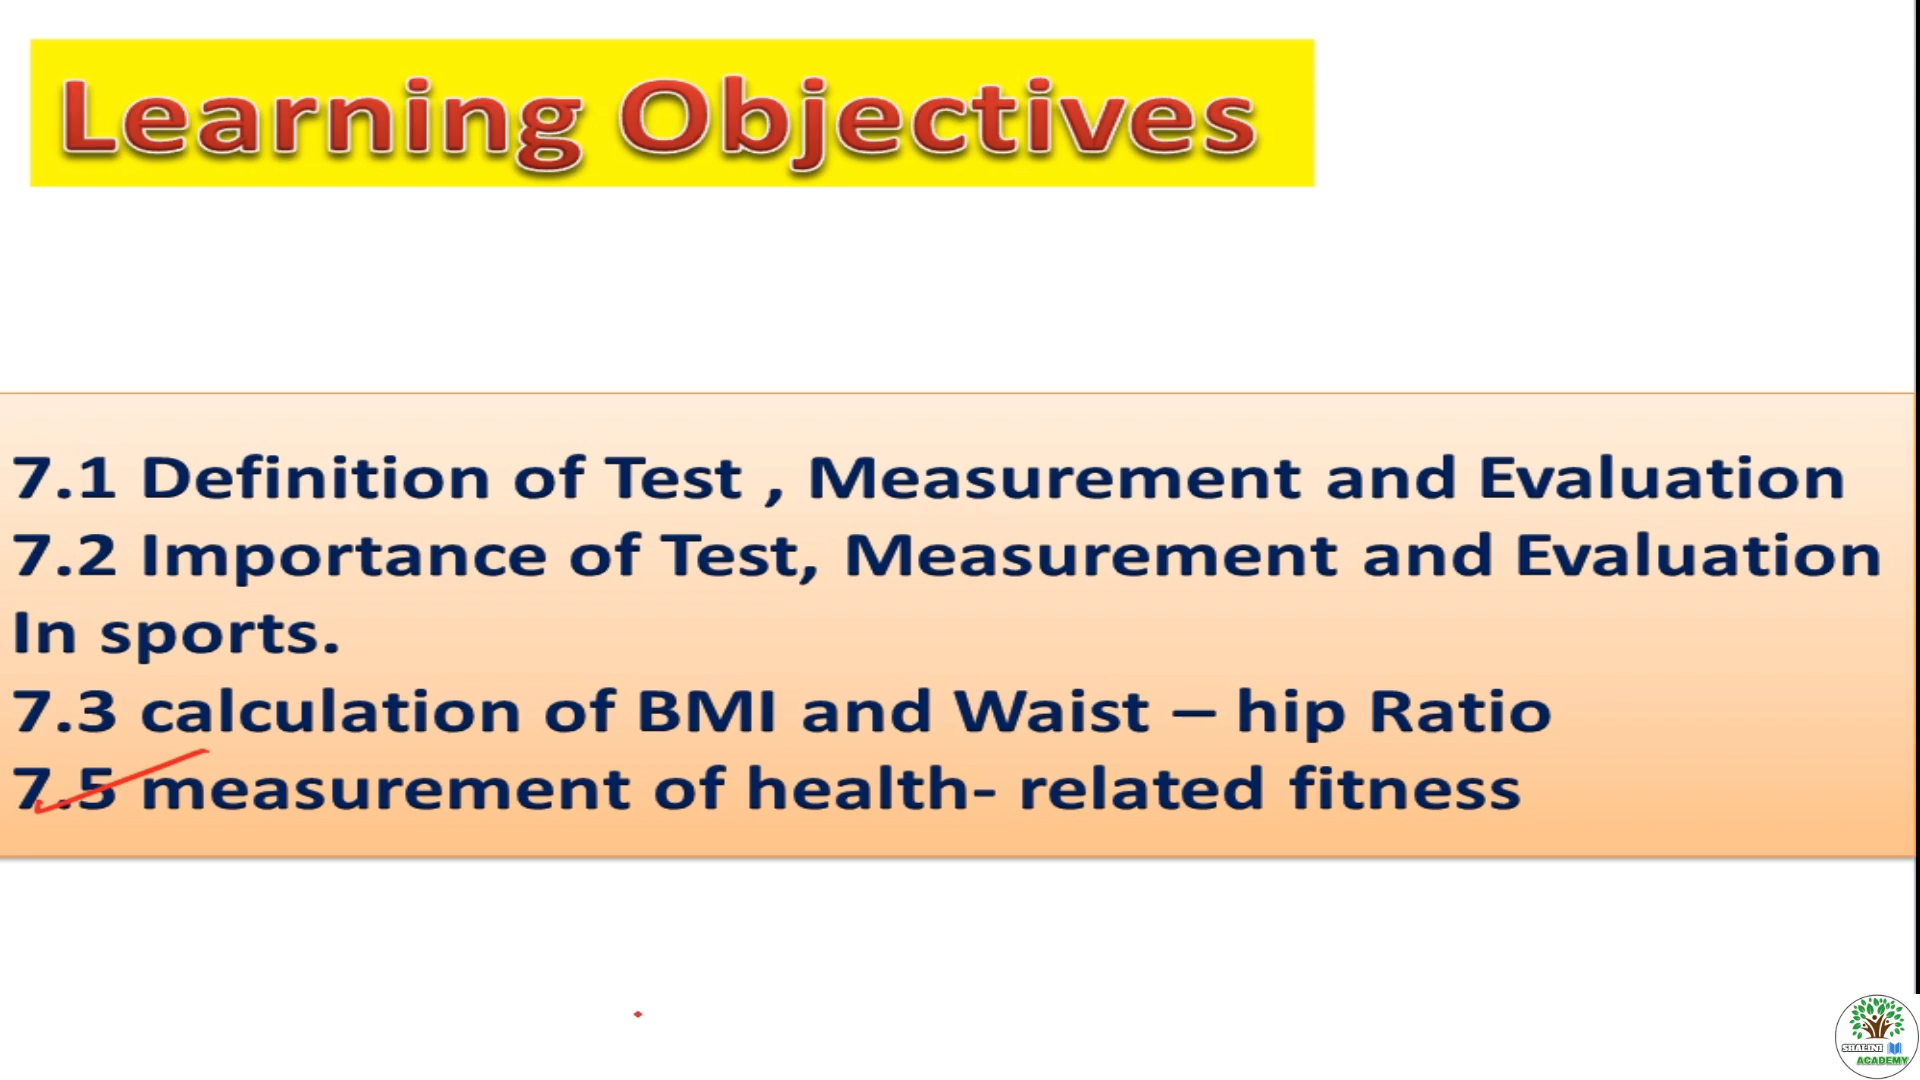 Learning Objectives
7.1 Definition of Test , Measurement and Evaluation
7.2 Importance of Test, Measurement and Evaluation
In sports.
7.3 calculation of BMI and Waist – hip Ratio
7.5 measurement of health- related fitness
SHALINI
ACADEMY